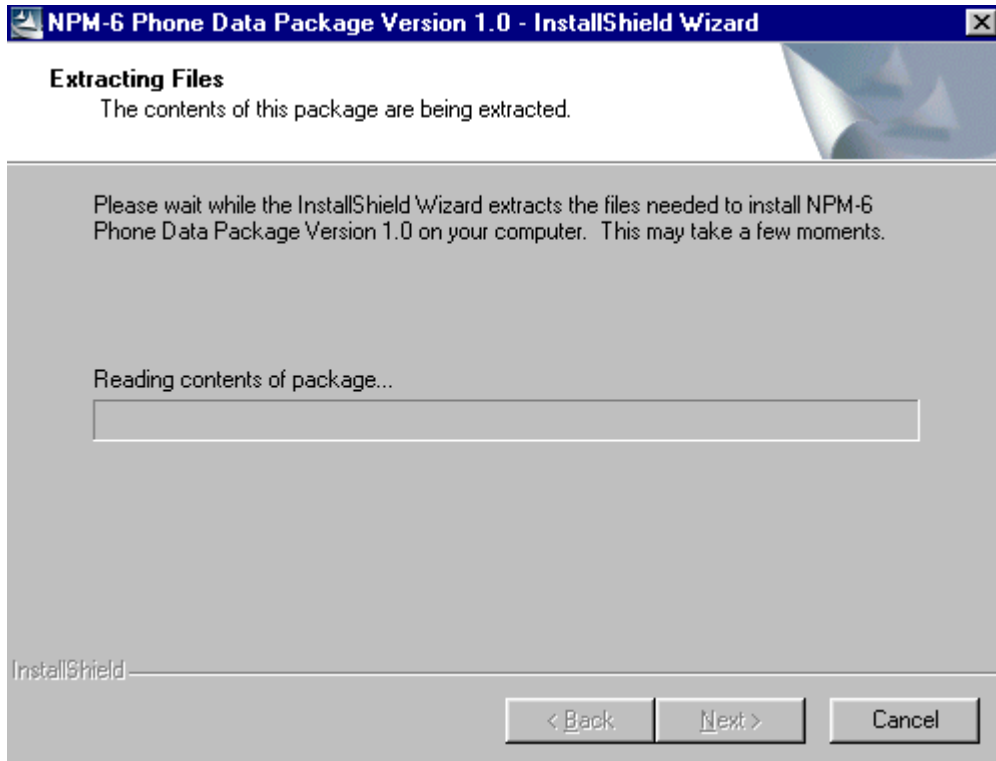 NPM-6 Phone Data Package Version 1.0 - InstallShield Wizard
Extracting Files
The contents of this package are being extracted.
Please wait while the InstallShield Wizard extracts the files needed to install NPM-6
Phone Data Package Version 1.0 on your computer.  This may take a few moments.
Reading contents of package...
InstallShield
< Back
Next >
Cancel